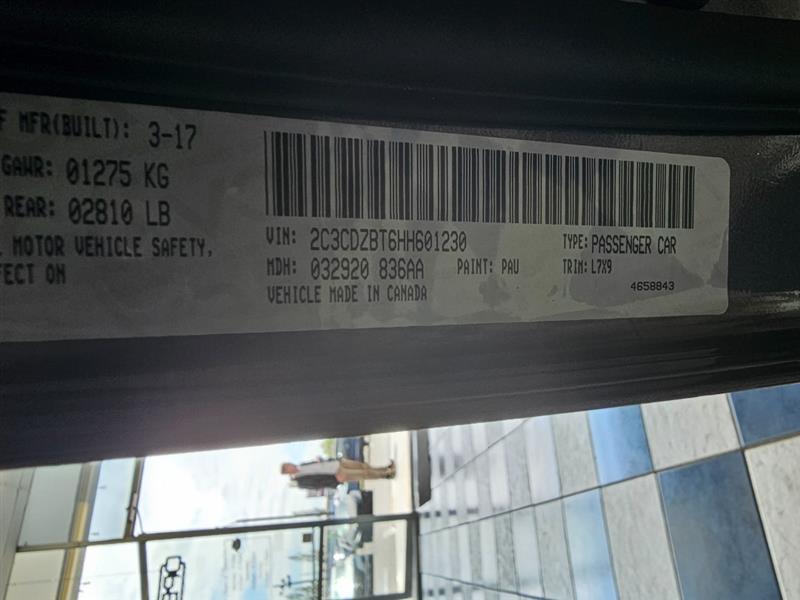 MFR(BUILT): 3-17
GAWR: 01275 KG
REAR: 02810 LB
MOTOR VEHICLE SAFETY,
ON
VIN: 2C3CDZBT6HH601230 TYPE: PASSENGER CAR
MDH: 032920 836AA PAINT: PAU TRIM: L7X9
VEHICLE MADE IN CANADA 4658843